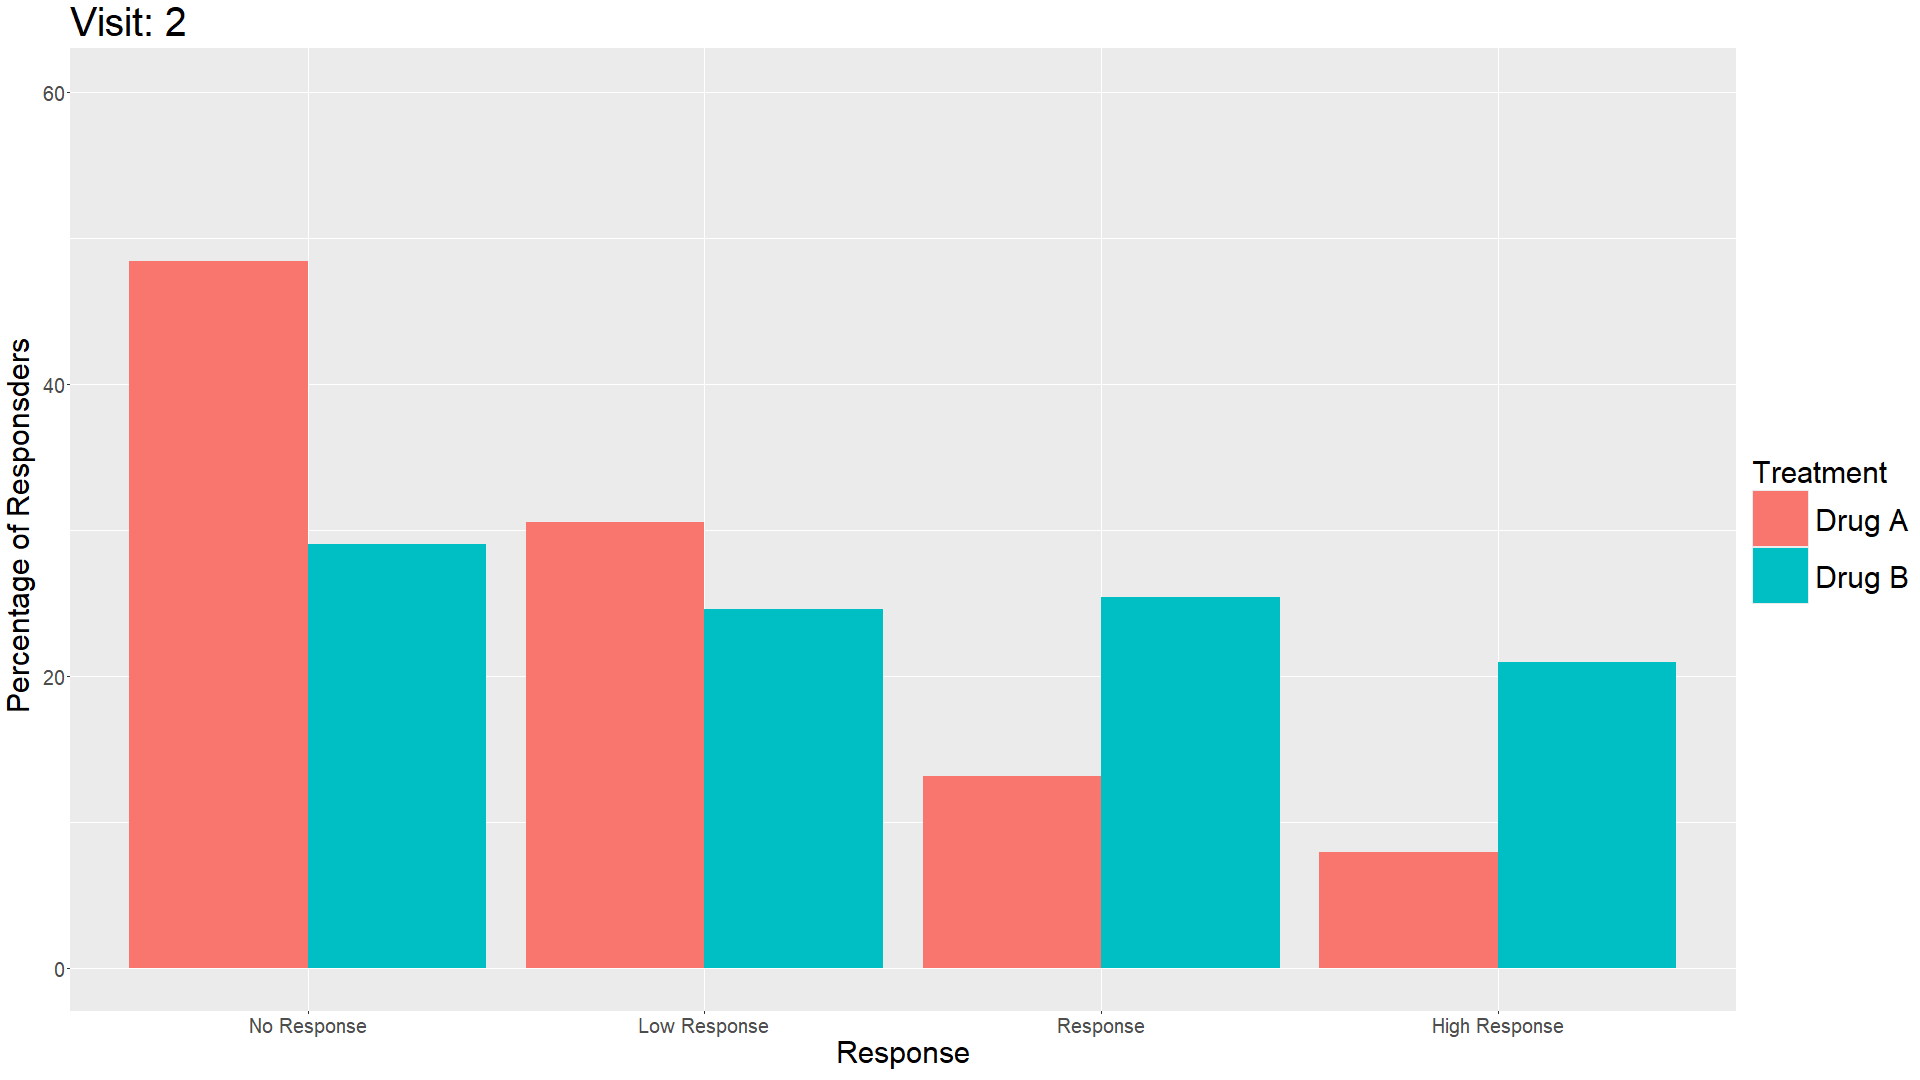 Visit: 2
Percentage of Responsders
60
40
20
0
No Response
Low Response
Response
High Response
Response
Treatment
Drug A
Drug B